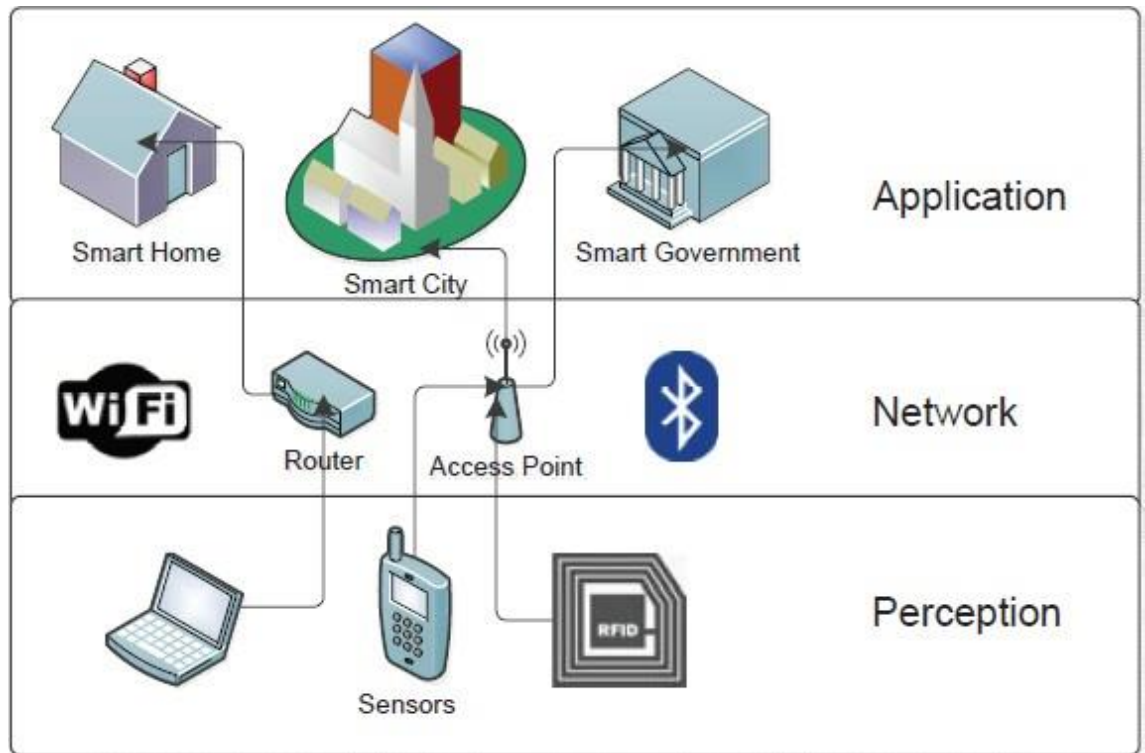 Smart Home
Smart City
Smart Government
Application
WiFi
Router
Access Point
Network
RFID
Sensors
Perception